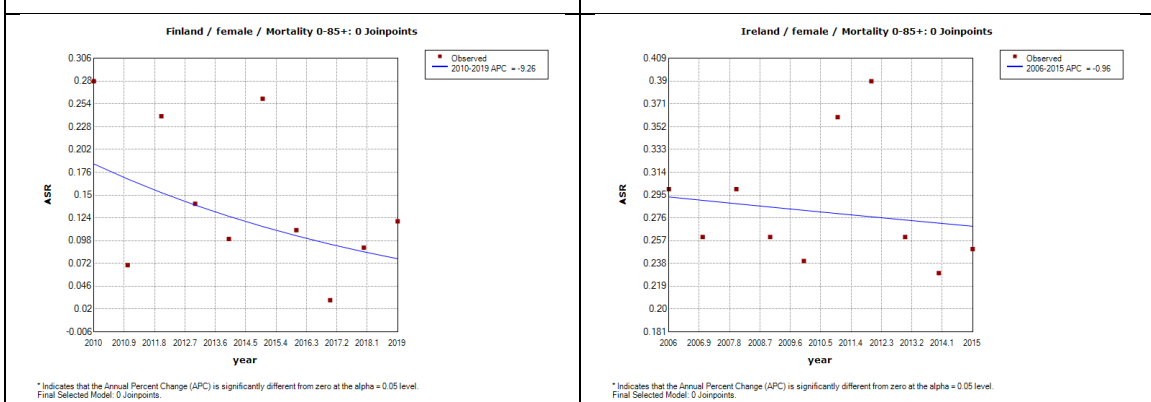 Finland / female / Mortality 0-85+: 0 Joinpoints
Observed
2010-2019 APC = -9.26
0.306
0.28
0.254
0.228
0.202
0.176
0.15
0.124
0.098
0.072
0.046
0.02
-0.006
ASR
2010 2010.9 2011.8 2012.7 2013.6 2014.5 2015.4 2016.3 2017.2 2018.1 2019
year
* Indicates that the Annual Percent Change (APC) is significantly different from zero at the alpha = 0.05 level.
Final Selected Model: 0 Joinpoints.
Ireland / female / Mortality 0-85+: 0 Joinpoints
Observed
2006-2015 APC = -0.96
0.409
0.39
0.371
0.352
0.333
0.314
0.295
0.276
0.257
0.238
0.219
0.20
0.181
ASR
2006 2006.9 2007.8 2008.7 2009.6 2010.5 2011.4 2012.3 2013.2 2014.1 2015
year
* Indicates that the Annual Percent Change (APC) is significantly different from zero at the alpha = 0.05 level.
Final Selected Model: 0 Joinpoints.